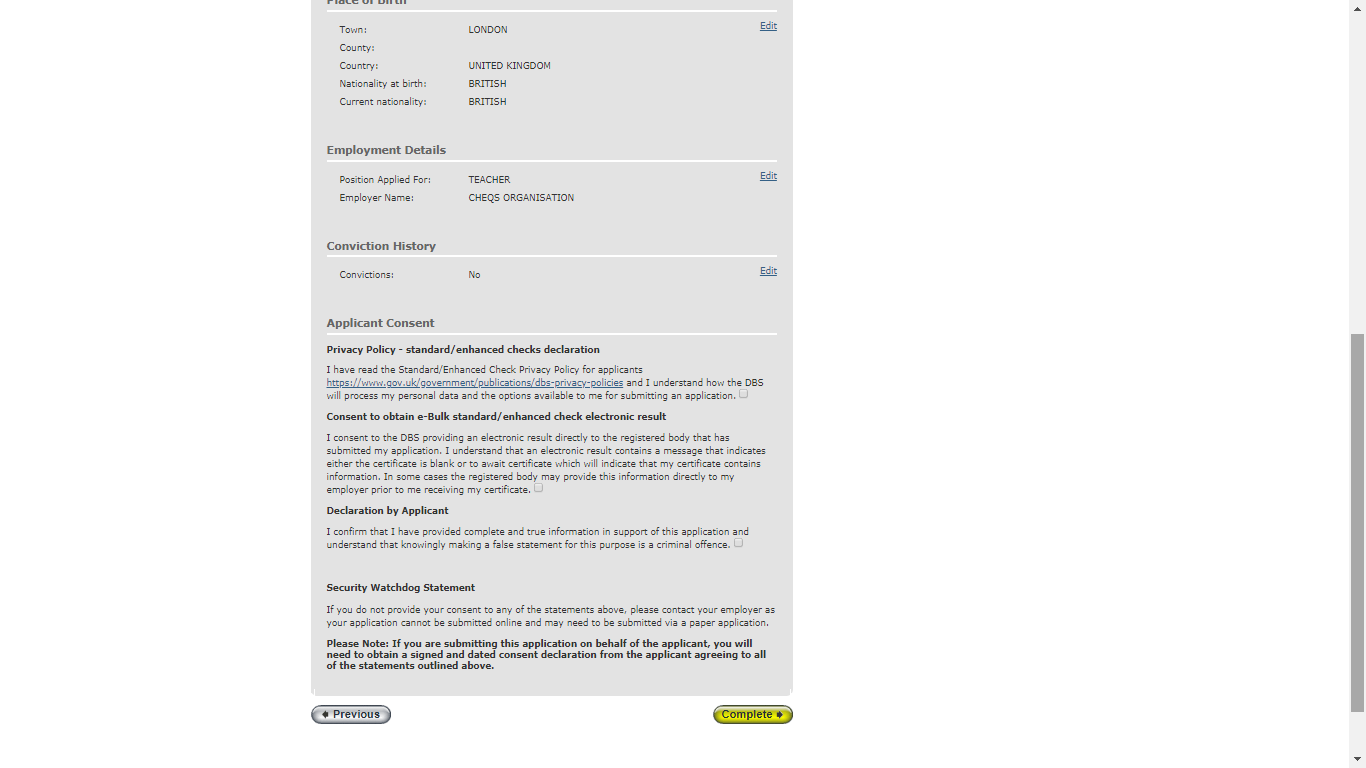 Place of Birth
Edit
Town: LONDON
County:
Country: UNITED KINGDOM
Nationality at birth: BRITISH
Current nationality: BRITISH
Employment Details
Edit
Position Applied For: TEACHER
Employer Name: CHEQS ORGANISATION
Conviction History
Edit
Convictions: No
Applicant Consent
Privacy Policy - standard/enhanced checks declaration
I have read the Standard/Enhanced Check Privacy Policy for applicants
https://www.gov.uk/government/publications/dbs-privacy-policies and I understand how the DBS
will process my personal data and the options available to me for submitting an application.
Consent to obtain e-Bulk standard/enhanced check electronic result
I consent to the DBS providing an electronic result directly to the registered body that has
submitted my application. I understand that an electronic result contains a message that indicates
either the certificate is blank or to await certificate which will indicate that my certificate contains
information. In some cases the registered body may provide this information directly to my
employer prior to me receiving my certificate.
Declaration by Applicant
I confirm that I have provided complete and true information in support of this application and
understand that knowingly making a false statement for this purpose is a criminal offence.
Security Watchdog Statement
If you do not provide your consent to any of the statements above, please contact your employer as
your application cannot be submitted online and may need to be submitted via a paper application.
Please Note: If you are submitting this application on behalf of the applicant, you will
need to obtain a signed and dated consent declaration from the applicant agreeing to all
of the statements outlined above.
Previous
Complete